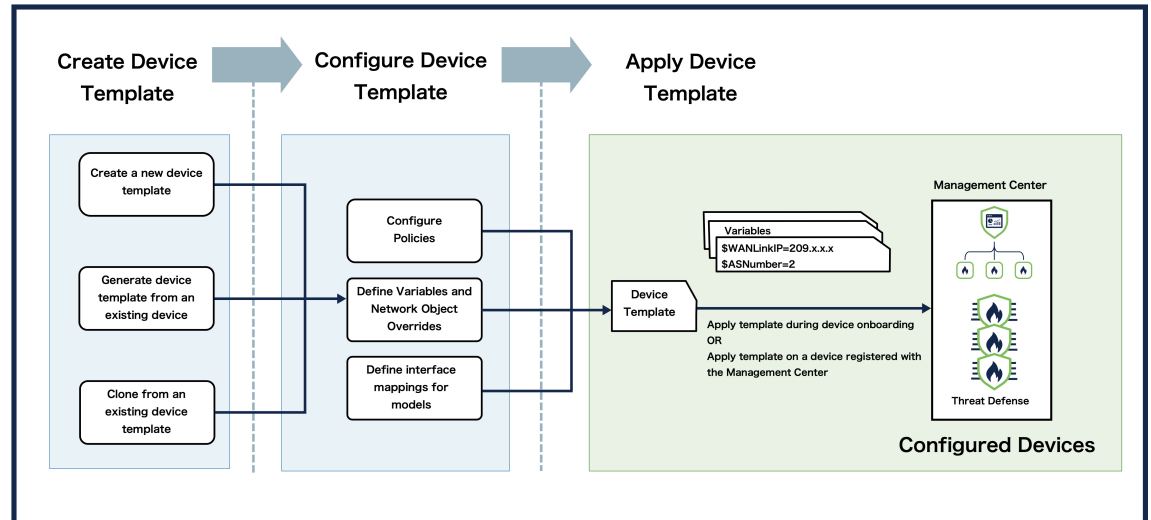 Create Device
Template
Configure Device
Template
Apply Device
Template
Create a new device
template
Generate device
template from an
existing device
Clone from an
existing device
template
Configure
Policies
Define Variables and
Network Object
Overrides
Define interface
mappings for
models
Device
Template
Variables
$WANLinkIP=209.x.x.x
$ASNumber=2
Apply template during device onboarding
OR
Apply template on a device registered with
the Management Center
Management Center
Threat Defense
Configured Devices